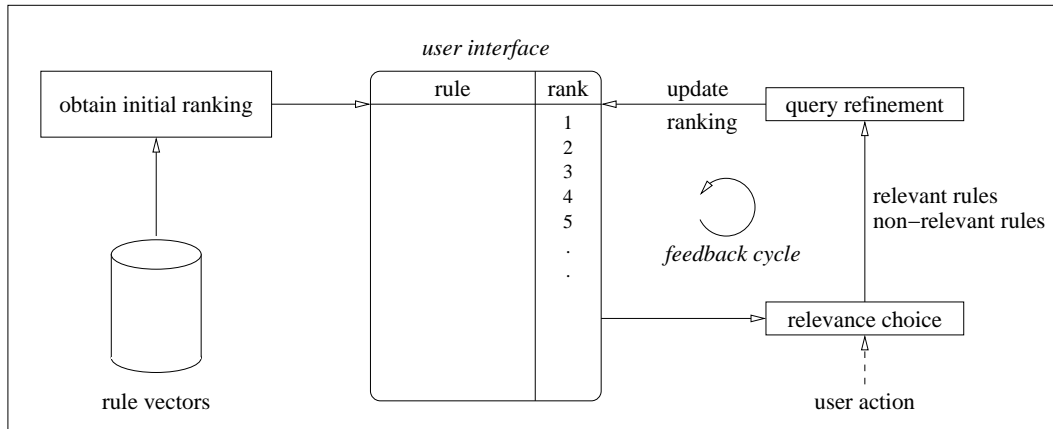 user interface
obtain initial ranking
rule rank
1
2
3
4
5
.
.
update
ranking
query refinement
relevant rules
non-relevant rules
feedback cycle
relevance choice
rule vectors
user action